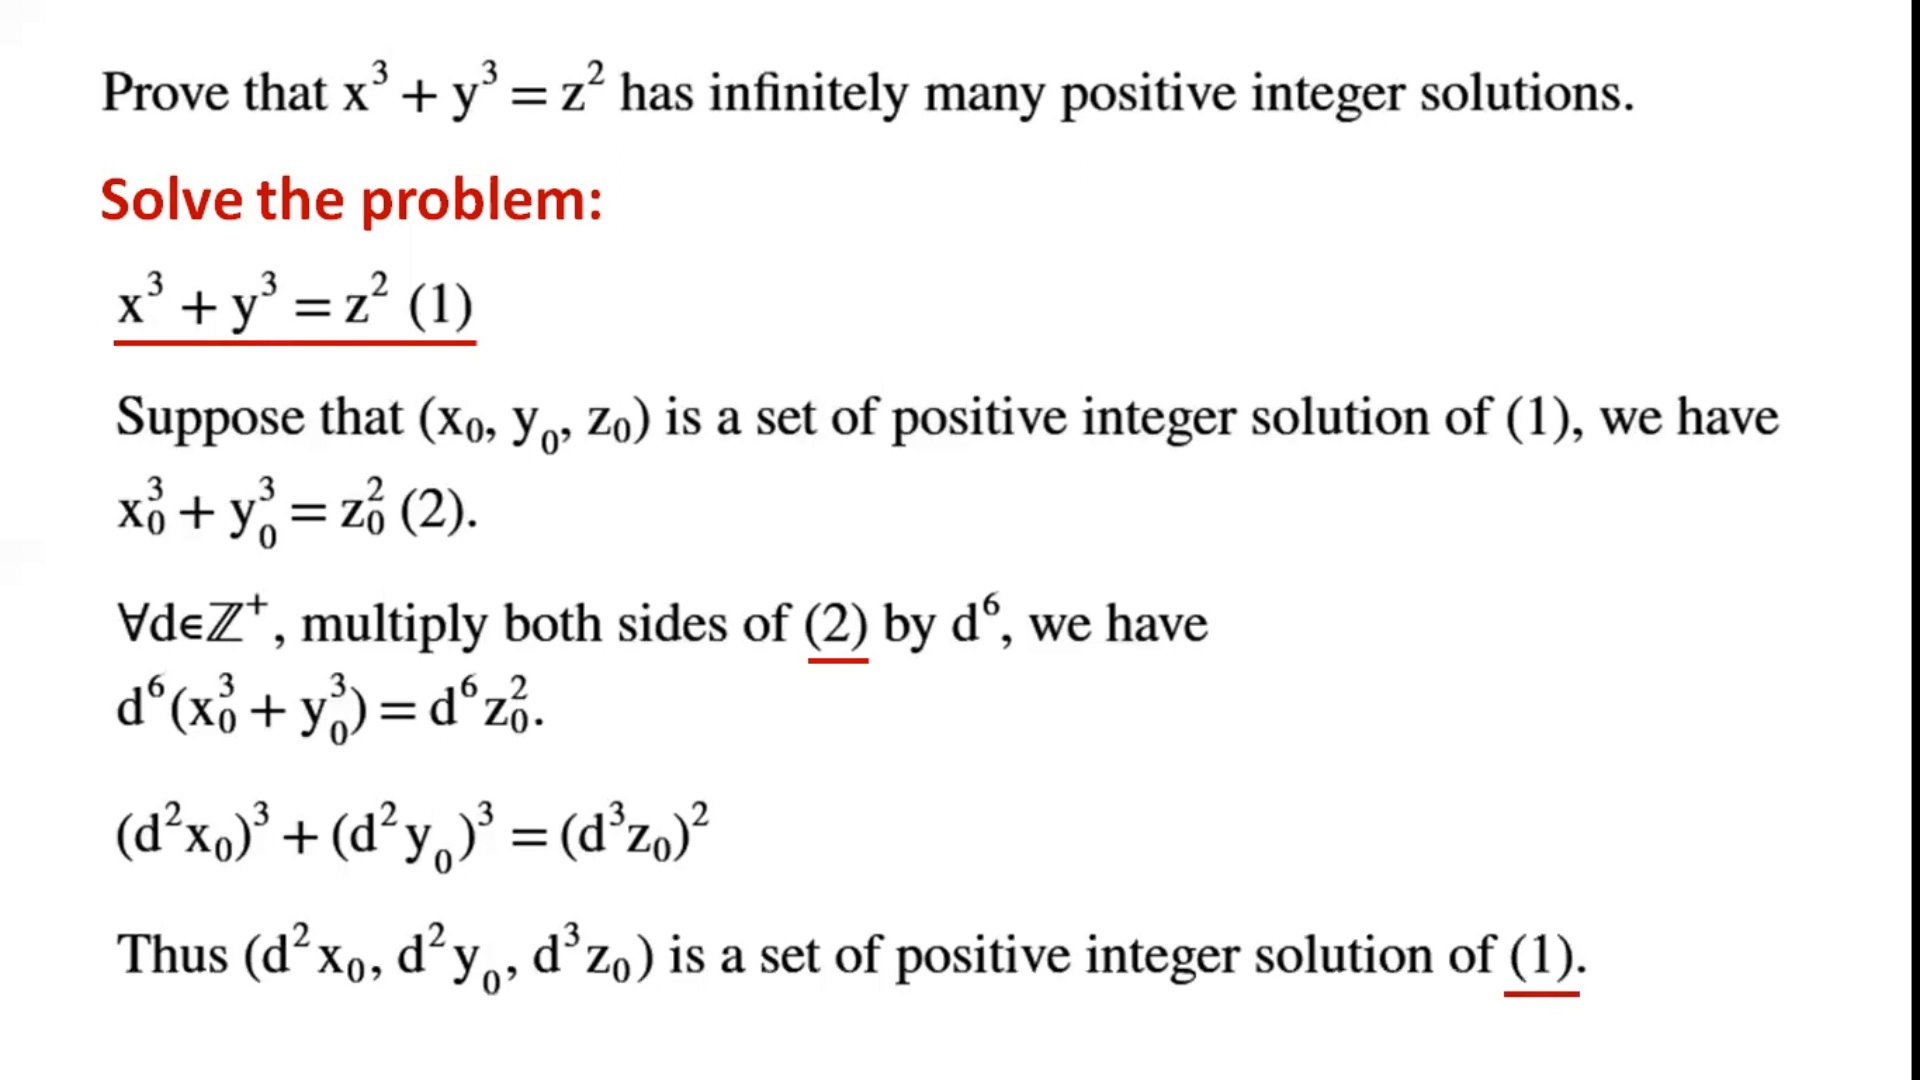 Prove that x³ + y³ = z² has infinitely many positive integer solutions.
Solve the problem:
x³ + y³ = z² (1)
Suppose that (x₀, y₀, z₀) is a set of positive integer solution of (1), we have
x₀³ + y₀³ = z₀² (2).
∀d∈ℤ⁺, multiply both sides of (2) by d⁶, we have
d⁶(x₀³ + y₀³) = d⁶z₀².
(d²x₀)³ + (d²y₀)³ = (d³z₀)²
Thus (d²x₀, d²y₀, d³z₀) is a set of positive integer solution of (1).